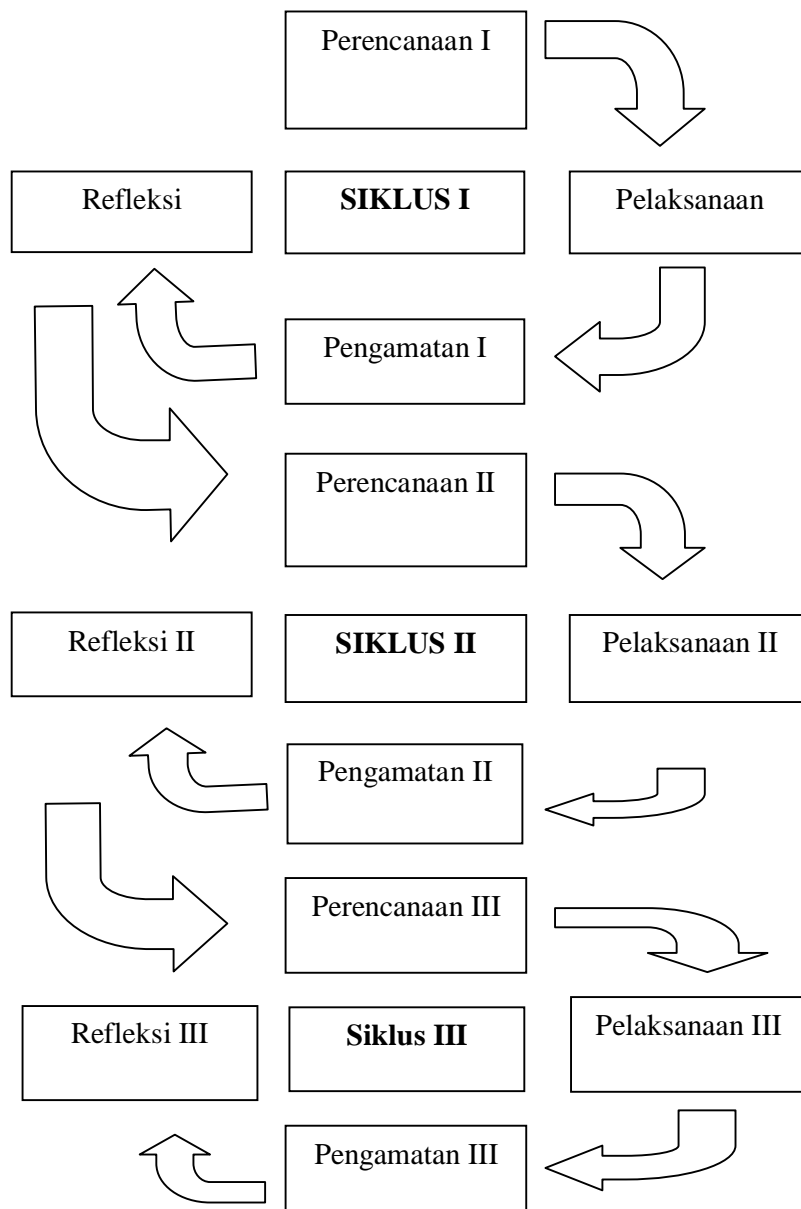 Perencanaan I
Refleksi
SIKLUS I
Pelaksanaan
Pengamatan I
Perencanaan II
Refleksi II
SIKLUS II
Pelaksanaan II
Pengamatan II
Perencanaan III
Refleksi III
Siklus III
Pelaksanaan III
Pengamatan III